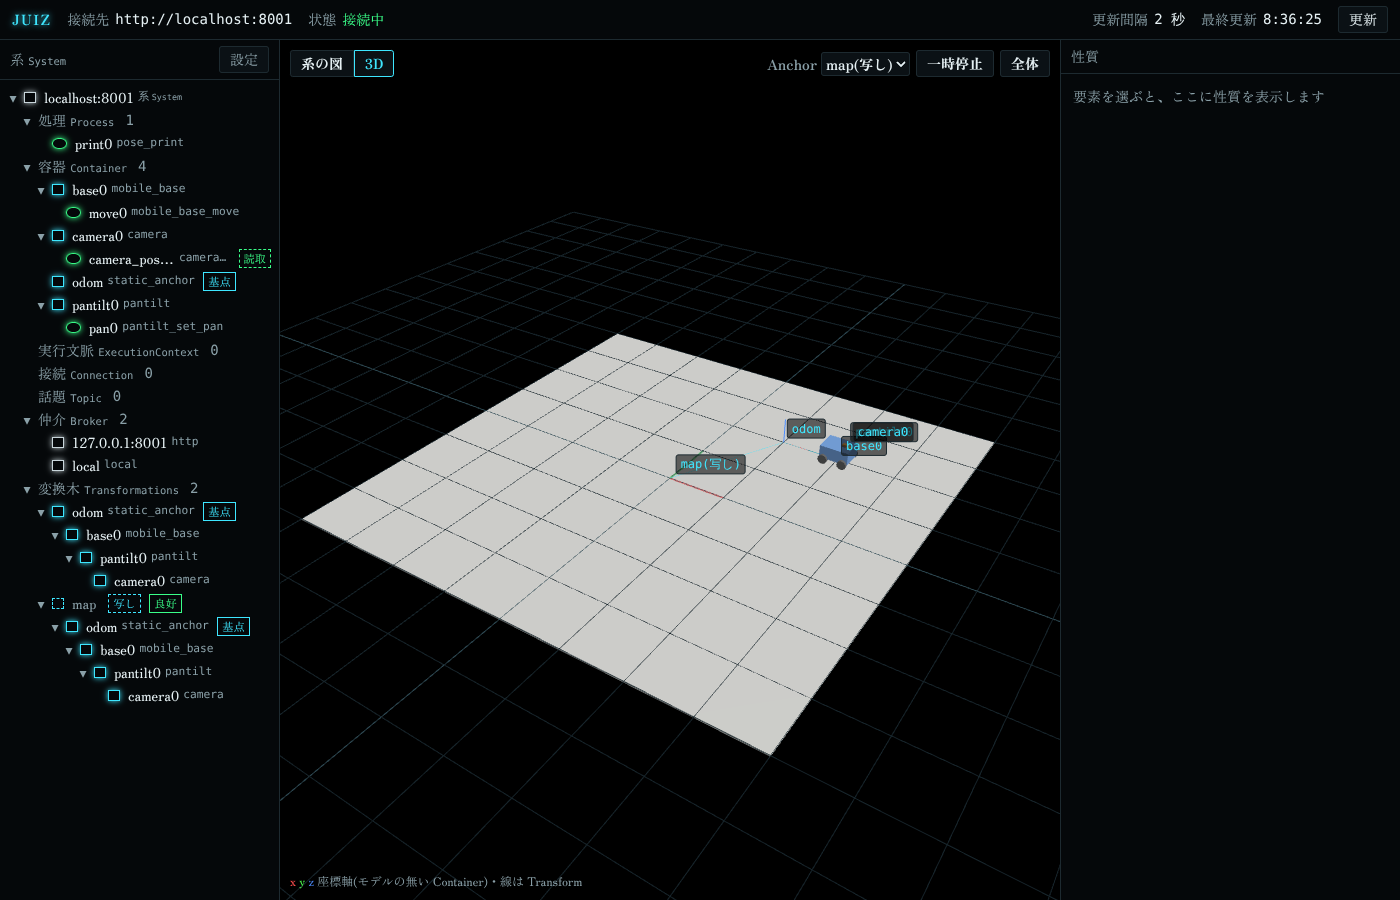 JUIZ 接続先 http://localhost:8001 状態 接続中 更新間隔 2 秒 最終更新 8:36:25 更新
系 System 設定
▼ localhost:8001 系 System
▼ 処理 Process 1
print0 pose_print
▼ 容器 Container 4
▼ base0 mobile_base
move0 mobile_base_move
▼ camera0 camera
camera_pos… camera… 読取
odom static_anchor 基点
▼ pantilt0 pantilt
pan0 pantilt_set_pan
実行文脈 ExecutionContext 0
接続 Connection 0
話題 Topic 0
▼ 仲介 Broker 2
127.0.0.1:8001 http
local local
▼ 変換木 Transformations 2
▼ odom static_anchor 基点
▼ base0 mobile_base
▼ pantilt0 pantilt
camera0 camera
▼ map 写し 良好
▼ odom static_anchor 基点
▼ base0 mobile_base
▼ pantilt0 pantilt
camera0 camera
系の図 3D Anchor map(写し) 一時停止 全体
odom
camera0
base0
map(写し)
x y z 座標軸(モデルの無い Container)・線は Transform
性質
要素を選ぶと、ここに性質を表示します